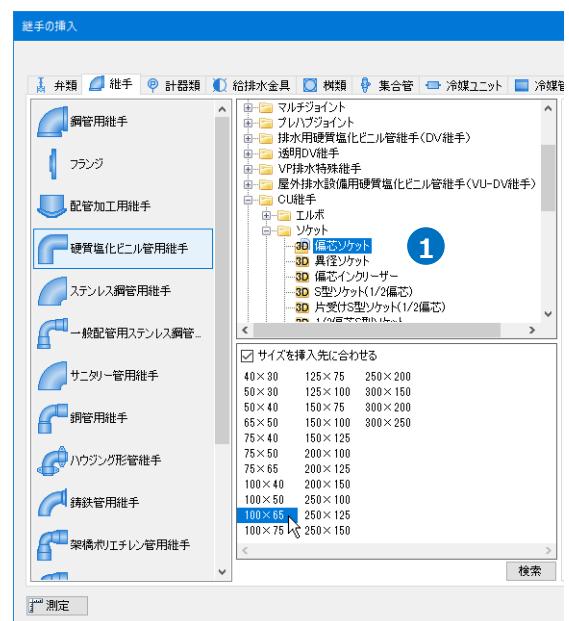 継手の挿入
弁類 継手 計器類 給排水金具 桝類 集合管 冷媒ユニット 冷媒管
鋼管用継手
フランジ
配管加工用継手
硬質塩化ビニル管用継手
ステンレス鋼管用継手
一般配管用ステンレス鋼管...
サニタリー管用継手
銅管用継手
ハウジング形管継手
鋳鉄管用継手
架橋ポリエチレン管用継手
マルチジョイント
プレハブジョイント
排水用硬質塩化ビニル管継手(DV継手)
透明DV継手
VP排水特殊継手
屋外排水設備用硬質塩化ビニル管継手(VU-DV継手)
CU継手
エルボ
ソケット
3D 偏芯ソケット
1
3D 異径ソケット
3D 偏芯インクリーザー
3D S型ソケット(1/2偏芯)
3D 片受けS型ソケット(1/2偏芯)
サイズを挿入先に合わせる
40×30 125×75 250×200
50×30 125×100 300×150
50×40 150×75 300×200
65×50 150×100 300×250
75×40 150×125
75×50 200×100
75×65 200×125
100×40 200×150
100×50 250×100
100×65 250×125
100×75 250×150
検索
測定